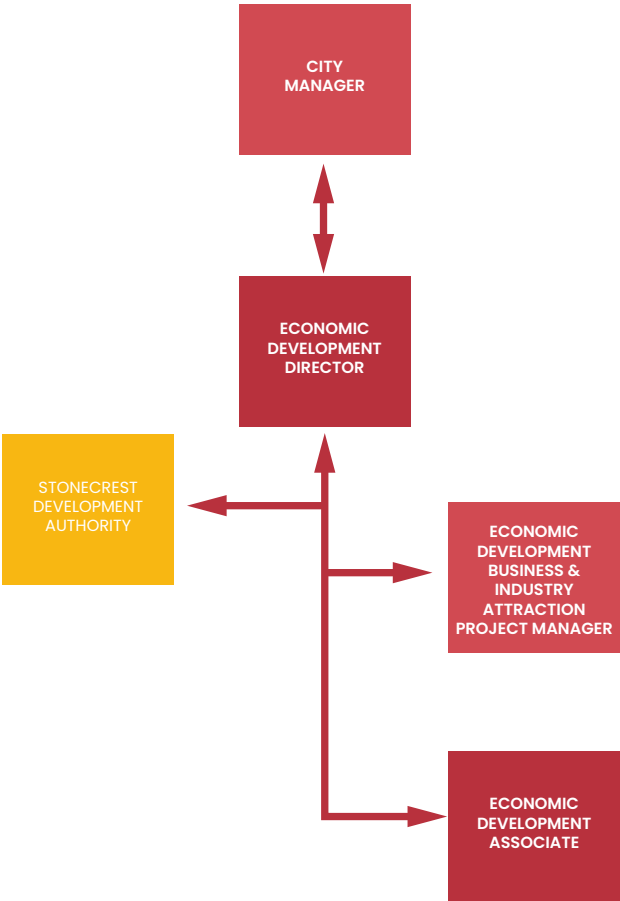 CITY
MANAGER
ECONOMIC
DEVELOPMENT
DIRECTOR
STONECREST
DEVELOPMENT
AUTHORITY
ECONOMIC
DEVELOPMENT
BUSINESS &
INDUSTRY
ATTRACTION
PROJECT MANAGER
ECONOMIC
DEVELOPMENT
ASSOCIATE